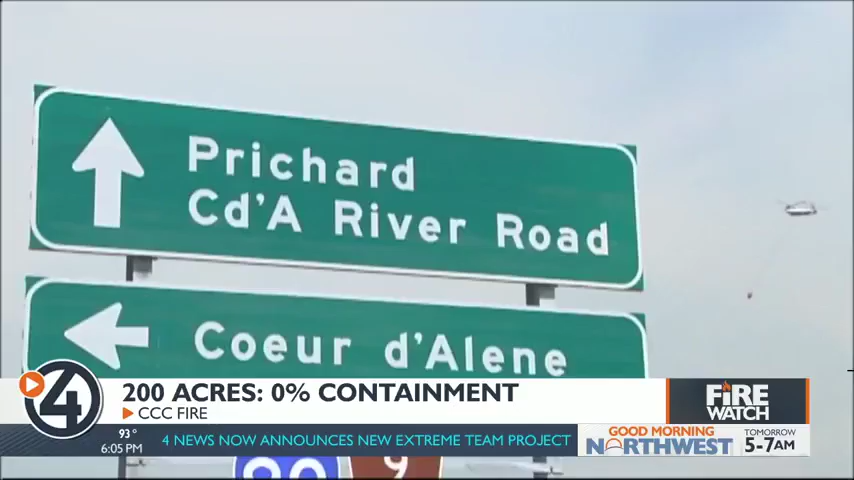 Prichard
Cd'A River Road
Coeur d'Alene
4
200 ACRES: 0% CONTAINMENT
CCC FIRE
FIRE
WATCH
93°
6:05 PM
4 NEWS NOW ANNOUNCES NEW EXTREME TEAM PROJECT
GOOD MORNING
NORTHWEST
TOMORROW
5-7AM
9